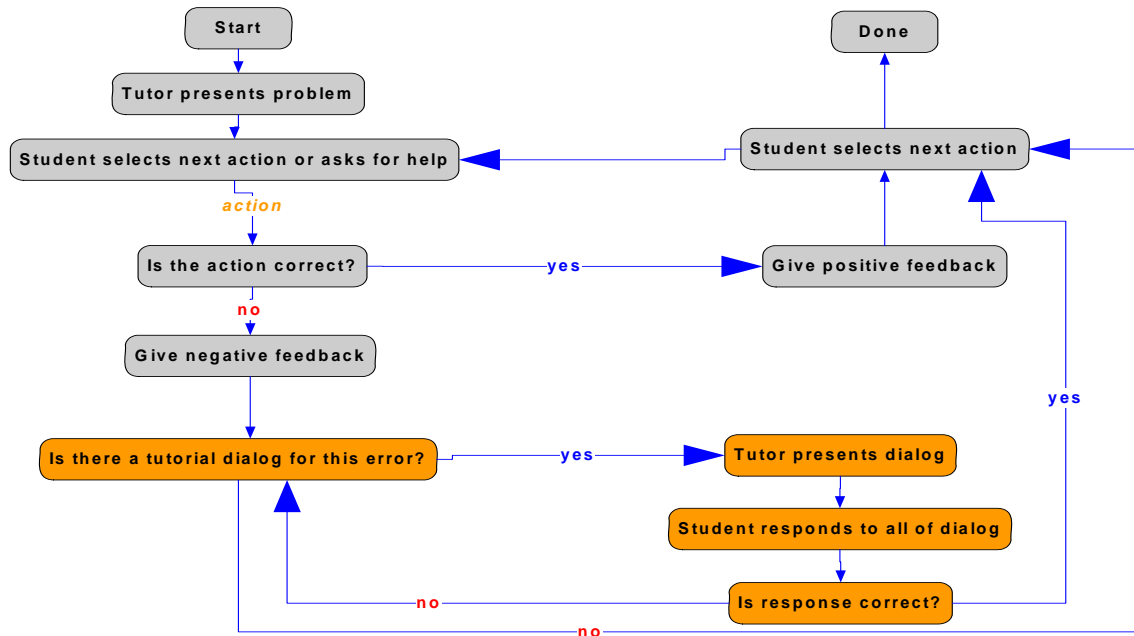 Start
Done
Tutor presents problem
Student selects next action or asks for help
Student selects next action
action
Is the action correct?
yes
Give positive feedback
no
Give negative feedback
yes
Is there a tutorial dialog for this error?
yes
Tutor presents dialog
Student responds to all of dialog
no
Is response correct?
no